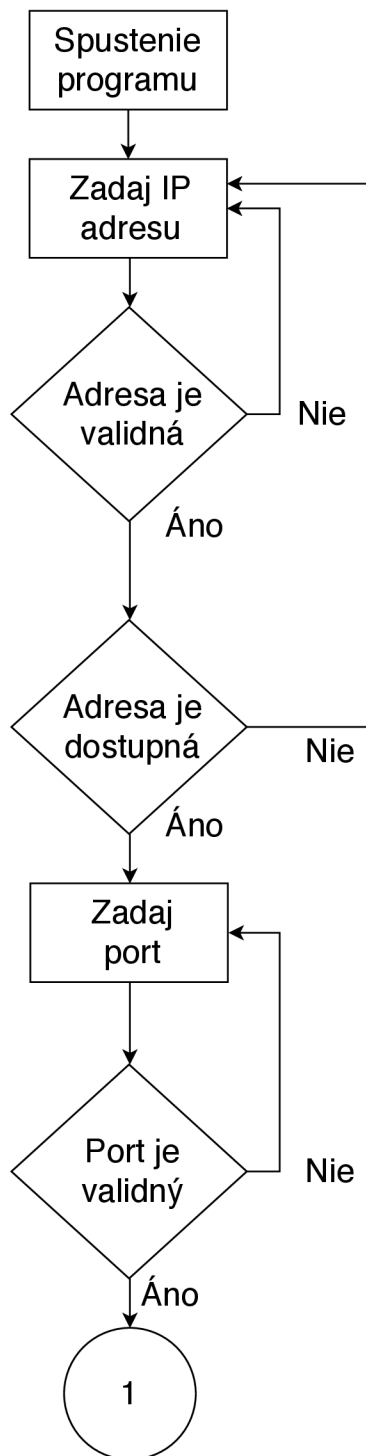 Spustenie
programu
Zadaj IP
adresu
Adresa je
validná
Nie
Áno
Adresa je
dostupná
Nie
Áno
Zadaj
port
Port je
validný
Nie
Áno
1